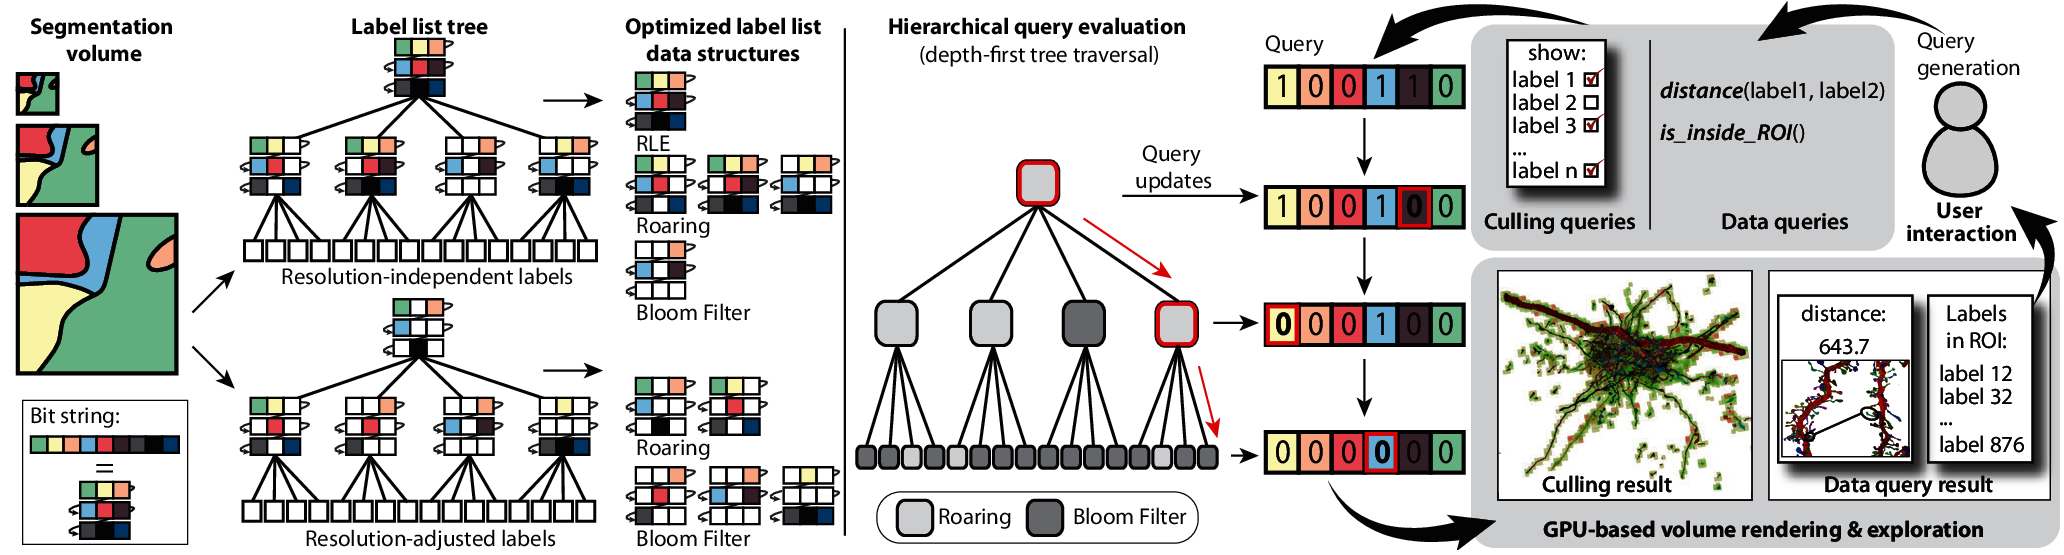 Segmentation
volume
Bit string:
=
Label list tree
Resolution-independent labels
Resolution-adjusted labels
Optimized label list
data structures
RLE
Roaring
Bloom Filter
Roaring
Bloom Filter
Hierarchical query evaluation
(depth-first tree traversal)
Roaring
Bloom Filter
Query
1 0 0 1 1 0
Query
updates
1 0 0 1 0 0
0 0 0 1 0 0
0 0 0 0 0 0
show:
label 1
label 2
label 3
...
label n
Culling queries
distance(label1, label2)
is_inside_ROI()
Data queries
Query
generation
User
interaction
Culling result
distance:
643.7
Labels
in ROI:
label 12
label 32
...
label 876
Data query result
GPU-based volume rendering & exploration